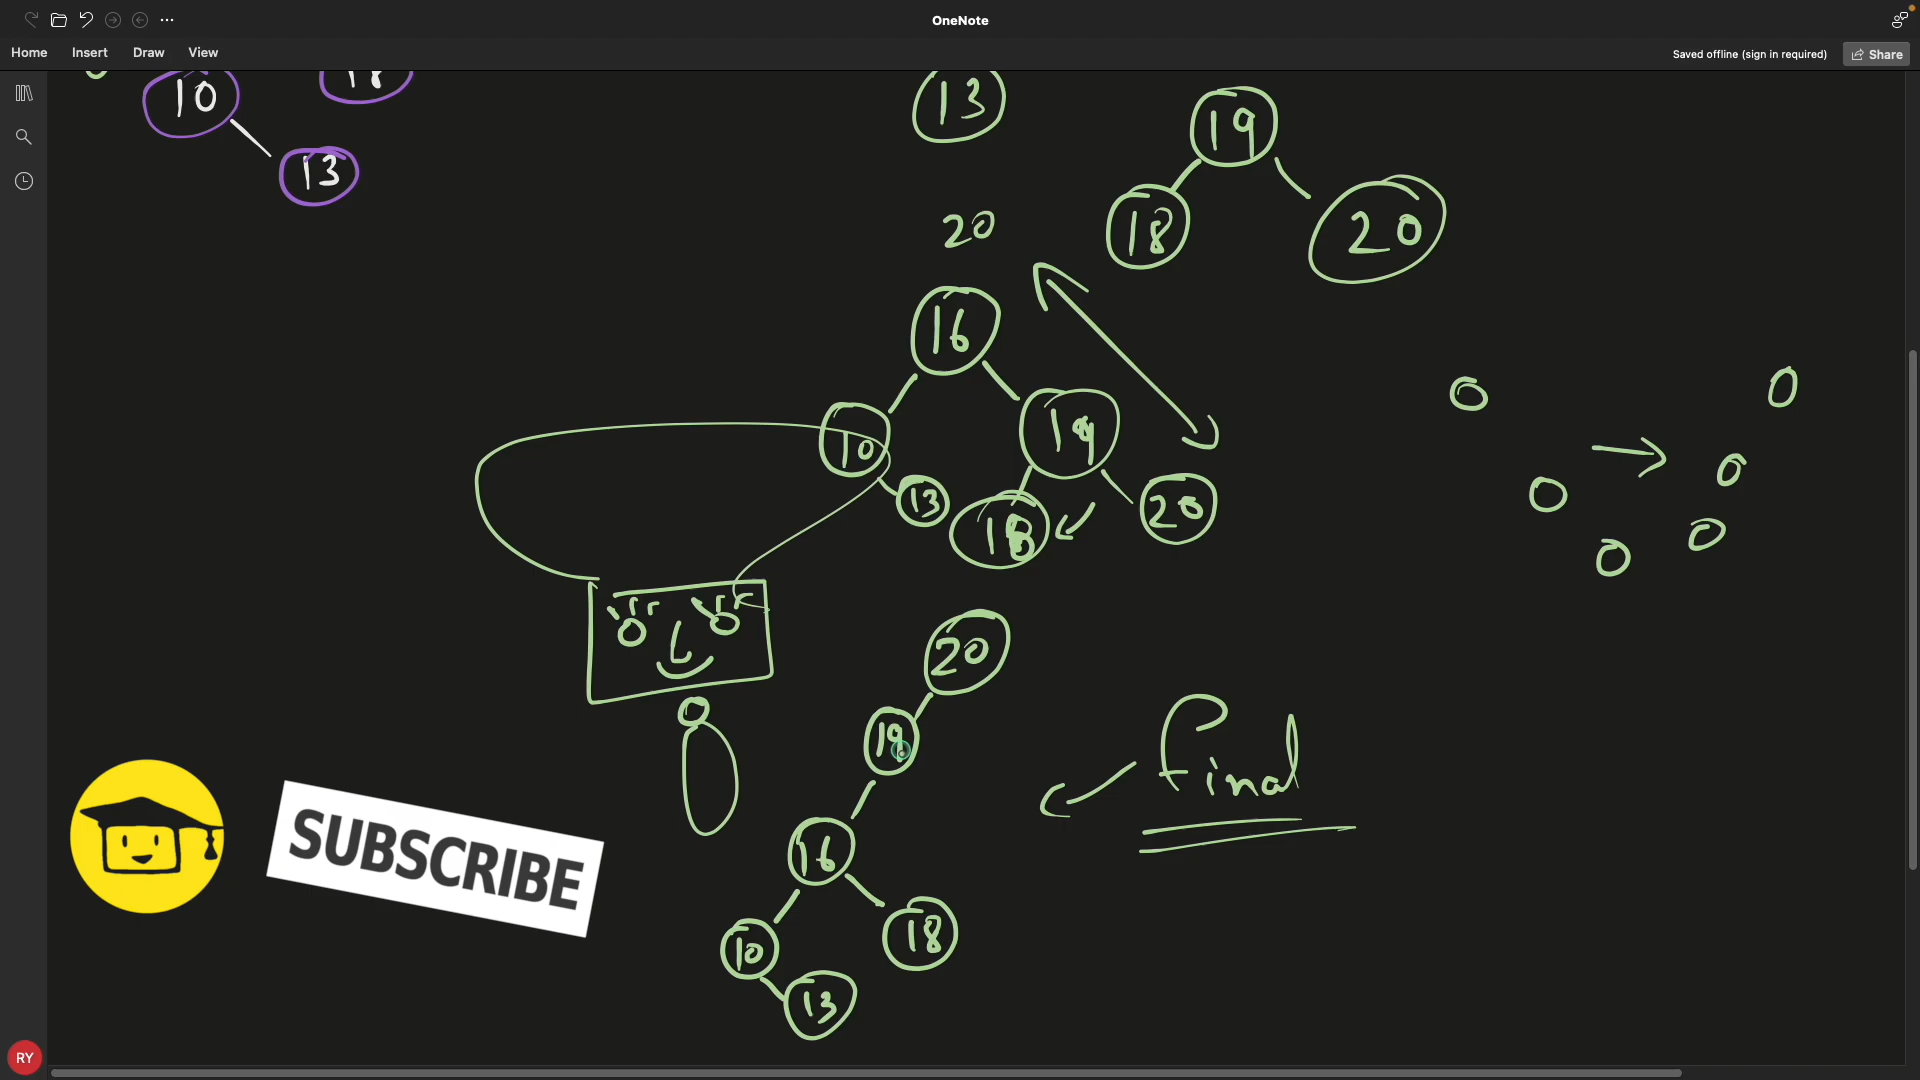 OneNote
Home Insert Draw View
Saved offline (sign in required) Share
10 18
13
13
19
18 20
20
16
10 19
13 18 20
20
19
Final
16
SUBSCRIBE
10 18
13
RY